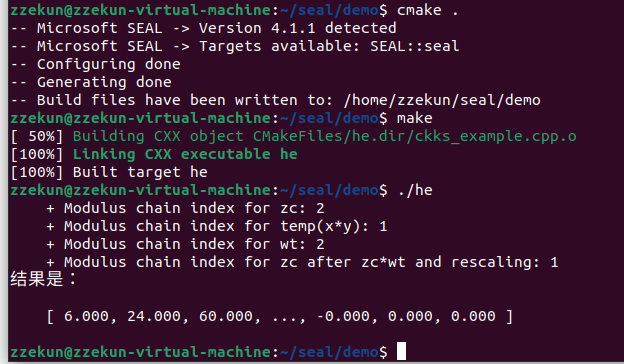 zzekun@zzekun-virtual-machine:~/seal/demo$ cmake .
-- Microsoft SEAL -> Version 4.1.1 detected
-- Microsoft SEAL -> Targets available: SEAL::seal
-- Configuring done
-- Generating done
-- Build files have been written to: /home/zzekun/seal/demo
zzekun@zzekun-virtual-machine:~/seal/demo$ make
[ 50%] Building CXX object CMakeFiles/he.dir/ckks_example.cpp.o
[100%] Linking CXX executable he
[100%] Built target he
zzekun@zzekun-virtual-machine:~/seal/demo$ ./he
    + Modulus chain index for zc: 2
    + Modulus chain index for temp(x*y): 1
    + Modulus chain index for wt: 2
    + Modulus chain index for zc after zc*wt and rescaling: 1
结果是：
    [ 6.000, 24.000, 60.000, ..., -0.000, 0.000, 0.000 ]
zzekun@zzekun-virtual-machine:~/seal/demo$